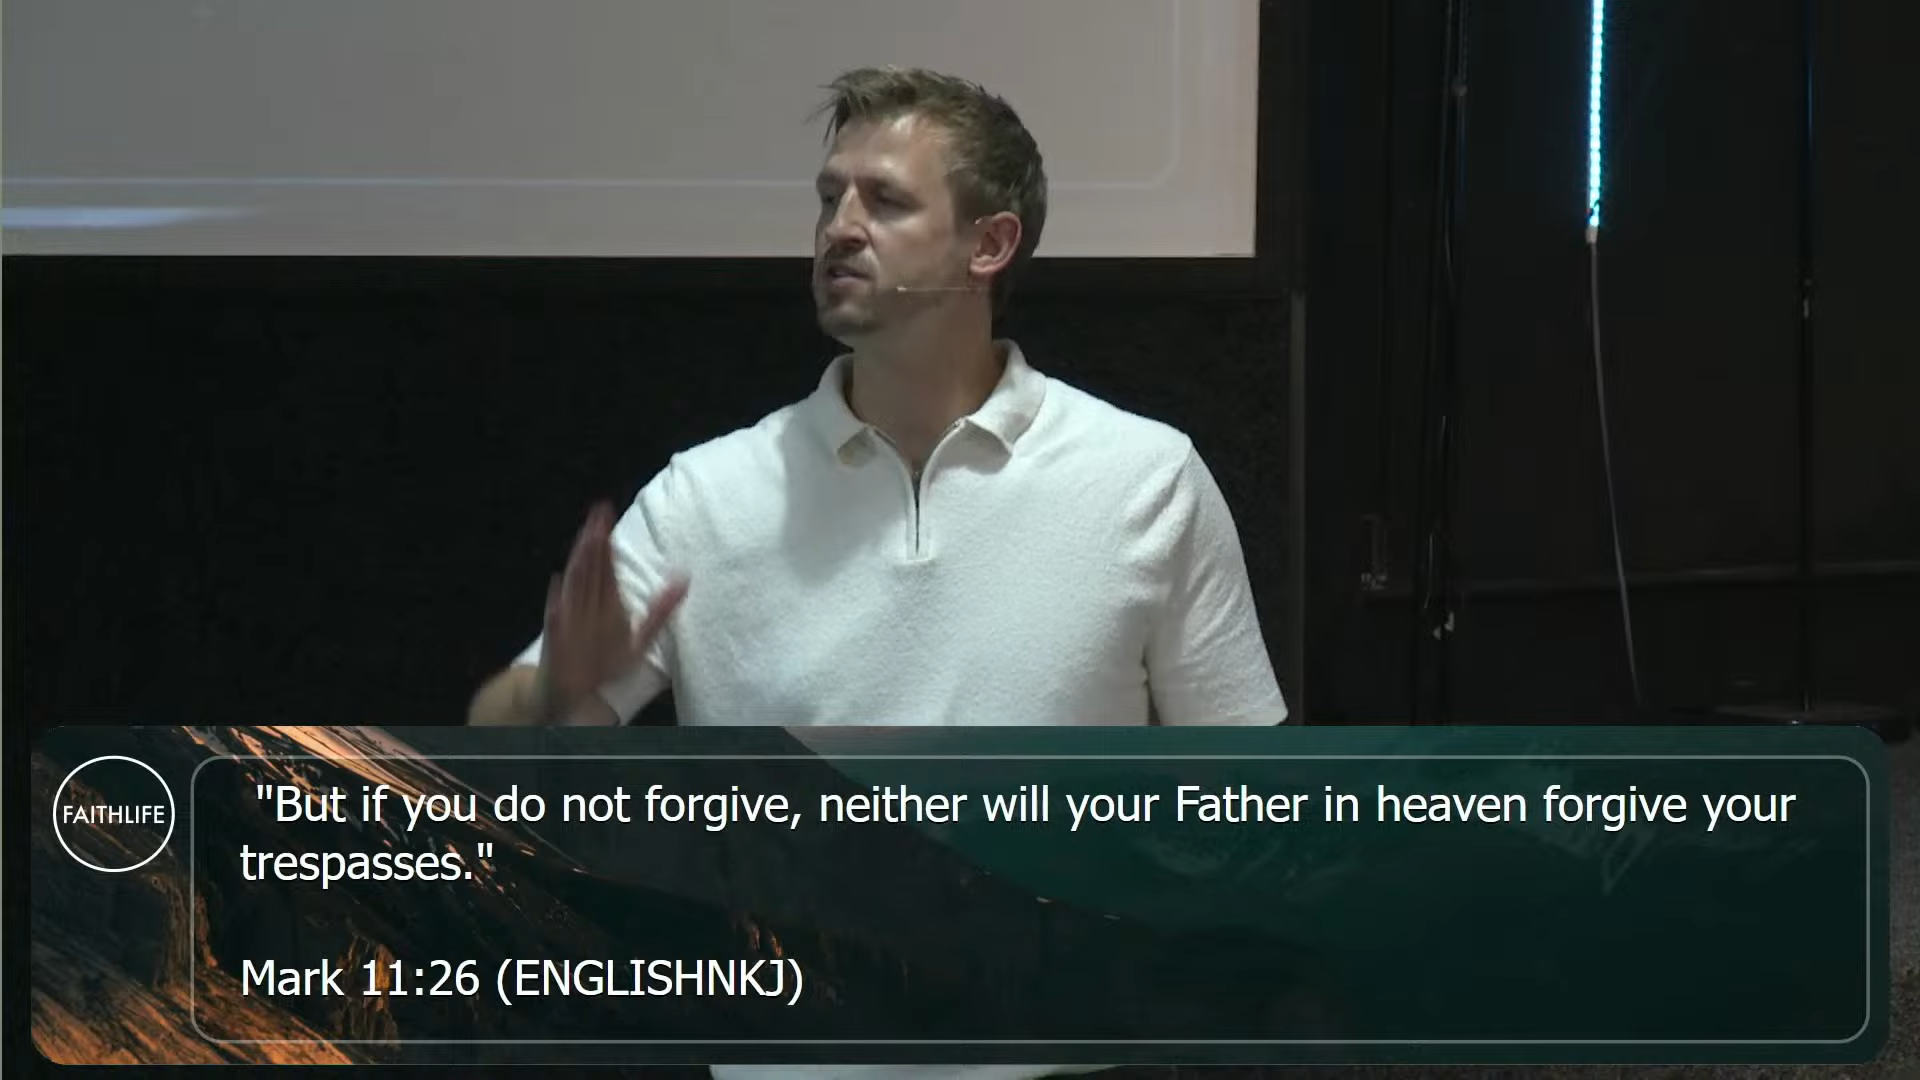 FAITHLIFE
"But if you do not forgive, neither will your Father in heaven forgive your
trespasses."
Mark 11:26 (ENGLISHNKJ)